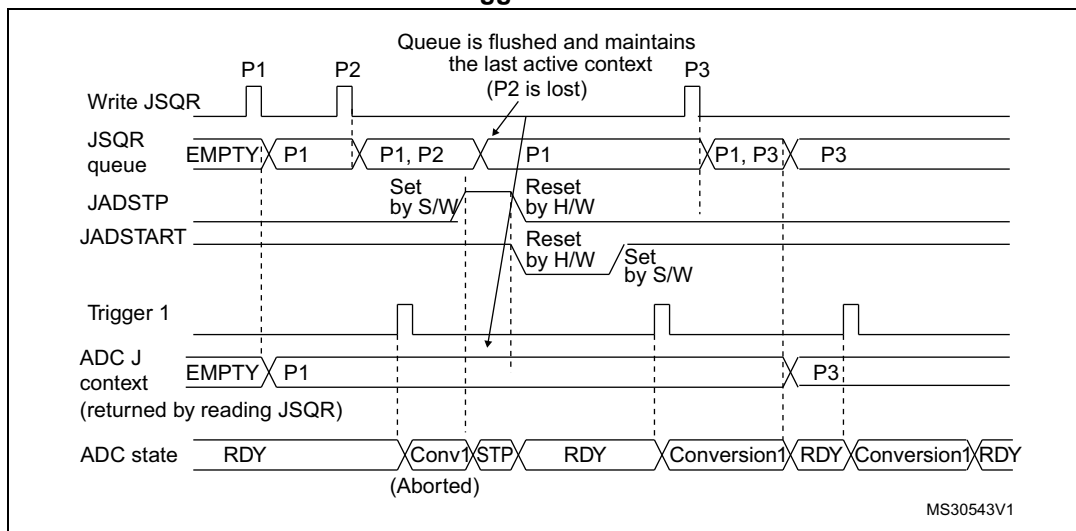 gg
Queue is flushed and maintains
the last active context
(P2 is lost)
P1 P2 P3
Write JSQR
JSQR
queue
EMPTY P1 P1, P2 P1 P1, P3 P3
Set
by S/W
Reset
by H/W
JADSTP
JADSTART
Reset
by H/W
Set
by S/W
Trigger 1
ADC J
context
EMPTY P1 P3
(returned by reading JSQR)
ADC state RDY Conv1 STP RDY Conversion1 RDY Conversion1 RDY
(Aborted)
MS30543V1